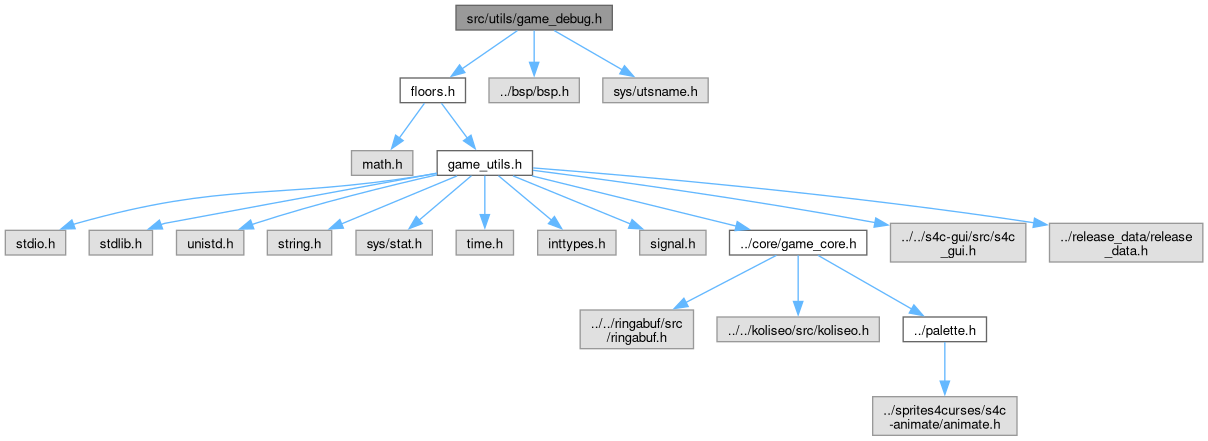 src/utils/game_debug.h
floors.h
../bsp/bsp.h
sys/utsname.h
math.h
game_utils.h
stdio.h
stdlib.h
unistd.h
string.h
sys/stat.h
time.h
inttypes.h
signal.h
../core/game_core.h
../../s4c-gui/src/s4c
_gui.h
../release_data/release
_data.h
../../ringabuf/src
/ringabuf.h
../../koliseo/src/koliseo.h
../palette.h
../sprites4curses/s4c
-animate/animate.h